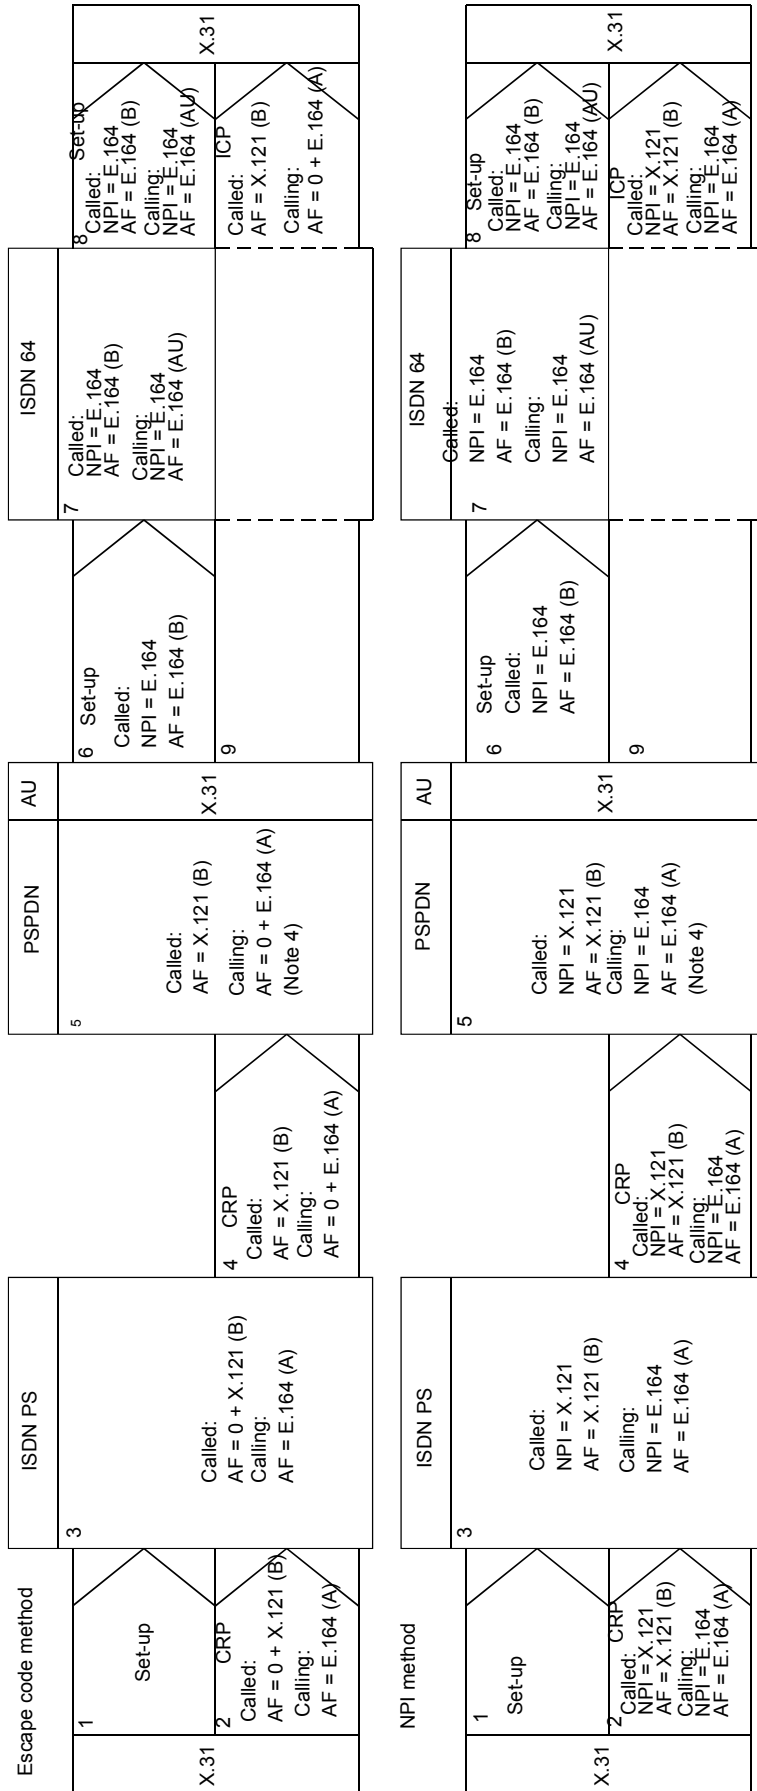 Escape code method
X.31
1
Set-up
2
CRP
Called:
AF = 0 + X.121 (B)
Calling:
AF = E.164 (A)
ISDN PS
3
Called:
AF = 0 + X.121 (B)
Calling:
AF = E.164 (A)
4
CRP
Called:
AF = X.121 (B)
Calling:
AF = 0 + E.164 (A)
PSPDN
5
Called:
AF = X.121 (B)
Calling:
AF = 0 + E.164 (A)
(Note 4)
AU
X.31
6
Set-up
Called:
NPI = E.164
AF = E.164 (B)
9
ISDN 64
7
Called:
NPI = E.164
AF = E.164 (B)
Calling:
NPI = E.164
AF = E.164 (AU)
8
Set-up
Called:
NPI = E.164
AF = E.164 (B)
Calling:
NPI = E.164
AF = E.164 (AU)
ICP
Called:
AF = X.121 (B)
Calling:
AF = 0 + E.164 (A)
X.31
NPI method
X.31
1
Set-up
2
CRP
Called:
NPI = X.121
AF = X.121 (B)
Calling:
NPI = E.164
AF = E.164 (A)
ISDN PS
3
Called:
NPI = X.121
AF = X.121 (B)
Calling:
NPI = E.164
AF = E.164 (A)
4
CRP
Called:
NPI = X.121
AF = X.121 (B)
Calling:
NPI = E.164
AF = E.164 (A)
PSPDN
5
Called:
NPI = X.121
AF = X.121 (B)
Calling:
NPI = E.164
AF = E.164 (A)
(Note 4)
AU
X.31
6
Set-up
Called:
NPI = E.164
AF = E.164 (B)
9
ISDN 64
7
Called:
NPI = E.164
AF = E.164 (B)
Calling:
NPI = E.164
AF = E.164 (AU)
8
Set-up
Called:
NPI = E.164
AF = E.164 (B)
Calling:
NPI = E.164
AF = E.164 (AU)
ICP
Called:
NPI = X.121
AF = X.121 (B)
Calling:
NPI = E.164
AF = E.164 (A)
X.31